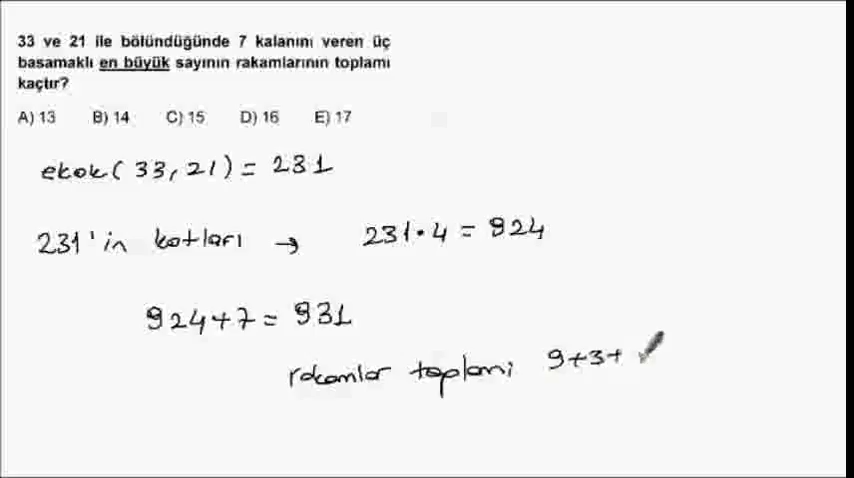 33 ve 21 ile bölündüğünde 7 kalanını veren üç
basamaklı en büyük sayının rakamlarının toplamı
kaçtır?
A) 13 B) 14 C) 15 D) 16 E) 17
ekok( 33, 21) = 231
231'in katları → 231 . 4 = 924
924 + 7 = 931
rakamlar toplamı 9+3+